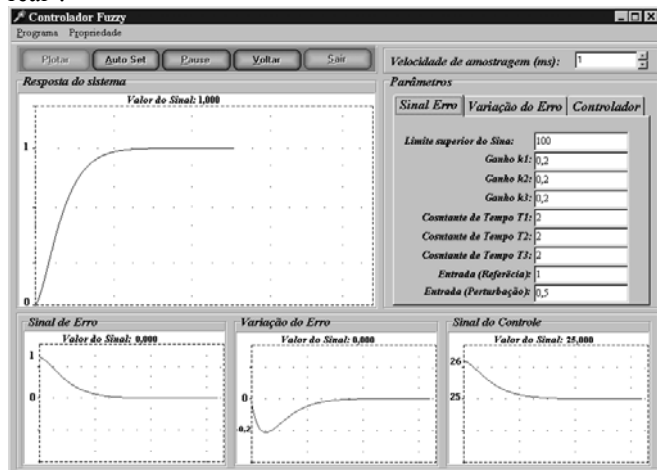 Controlador Fuzzy
Programa Propriedade
Plotar Auto Set Pause Voltar Sair
Velocidade de amostragem (ms): 1
Resposta do sistema
Valor do Sinal: 1,000
1
0
Parâmetros
Sinal Erro Variação do Erro Controlador
Limite superior do Sina: 100
Ganho k1: 0,2
Ganho k2: 0,2
Ganho k3: 0,2
Cosntante de Tempo T1: 2
Cosntante de Tempo T2: 2
Cosntante de Tempo T3: 2
Entrada (Referêcia): 1
Entrada (Perturbação): 0,5
Sinal de Erro
Valor do Sinal: 0,000
1
0
Variação do Erro
Valor do Sinal: 0,000
0
-0,2
Sinal do Controle
Valor do Sinal: 25,000
26
25